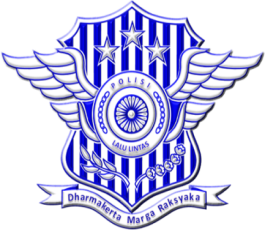 POLISI
LALU LINTAS
Dharmakerta Marga Raksyaka